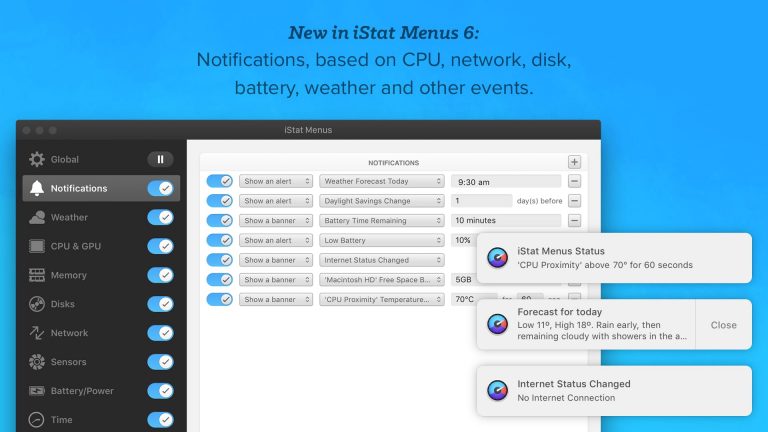 New in iStat Menus 6:
Notifications, based on CPU, network, disk,
battery, weather and other events.
iStat Menus
Global
Notifications
Weather
CPU & GPU
Memory
Disks
Network
Sensors
Battery/Power
Time
NOTIFICATIONS
Show an alert Weather Forecast Today 9:30 am
Show an alert Daylight Savings Change 1 day(s) before
Show a banner Battery Time Remaining 10 minutes
Show an alert Low Battery 10%
Show a banner Internet Status Changed
Show a banner 'Macintosh HD' Free Space B... 5GB
Show a banner 'CPU Proximity' Temperature... 70°C for 60
iStat Menus Status
'CPU Proximity' above 70° for 60 seconds
Forecast for today
Low 11º, High 18º. Rain early, then
remaining cloudy with showers in the a...
Close
Internet Status Changed
No Internet Connection